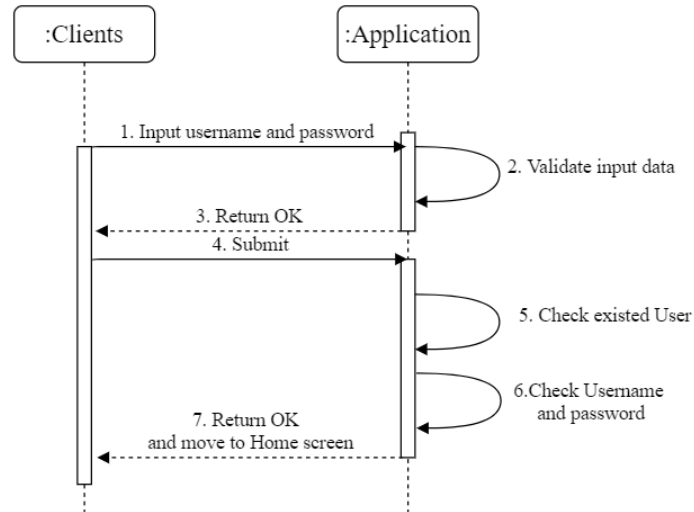 :Clients
:Application
1. Input username and password
2. Validate input data
3. Return OK
4. Submit
5. Check existed User
6.Check Username
and password
7. Return OK
and move to Home screen